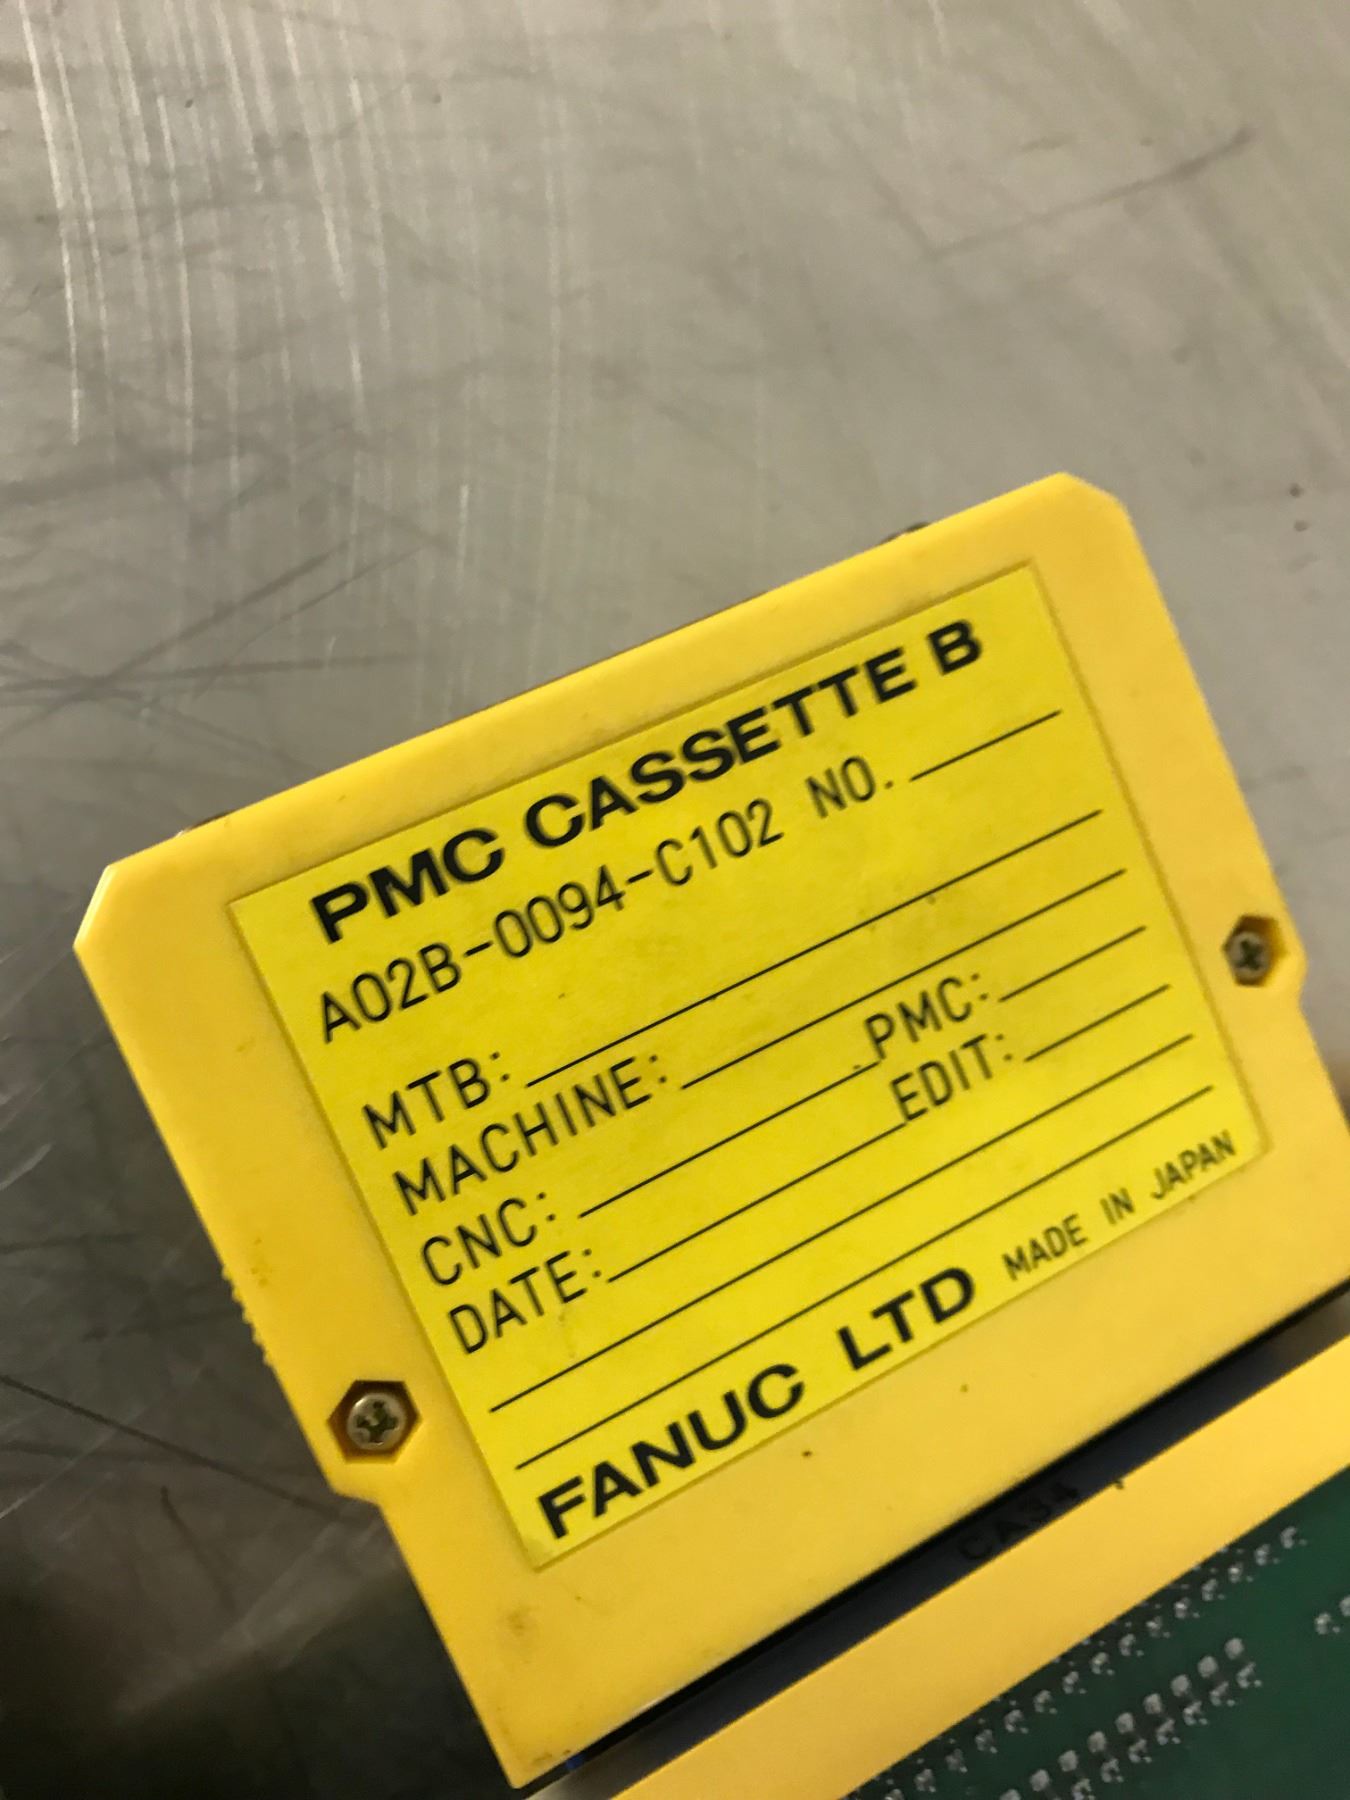 PMC CASSETTE B
A02B-0094-C102 NO.
MTB:
MACHINE:
CNC: PMC:
DATE: EDIT:
FANUC LTD MADE IN JAPAN